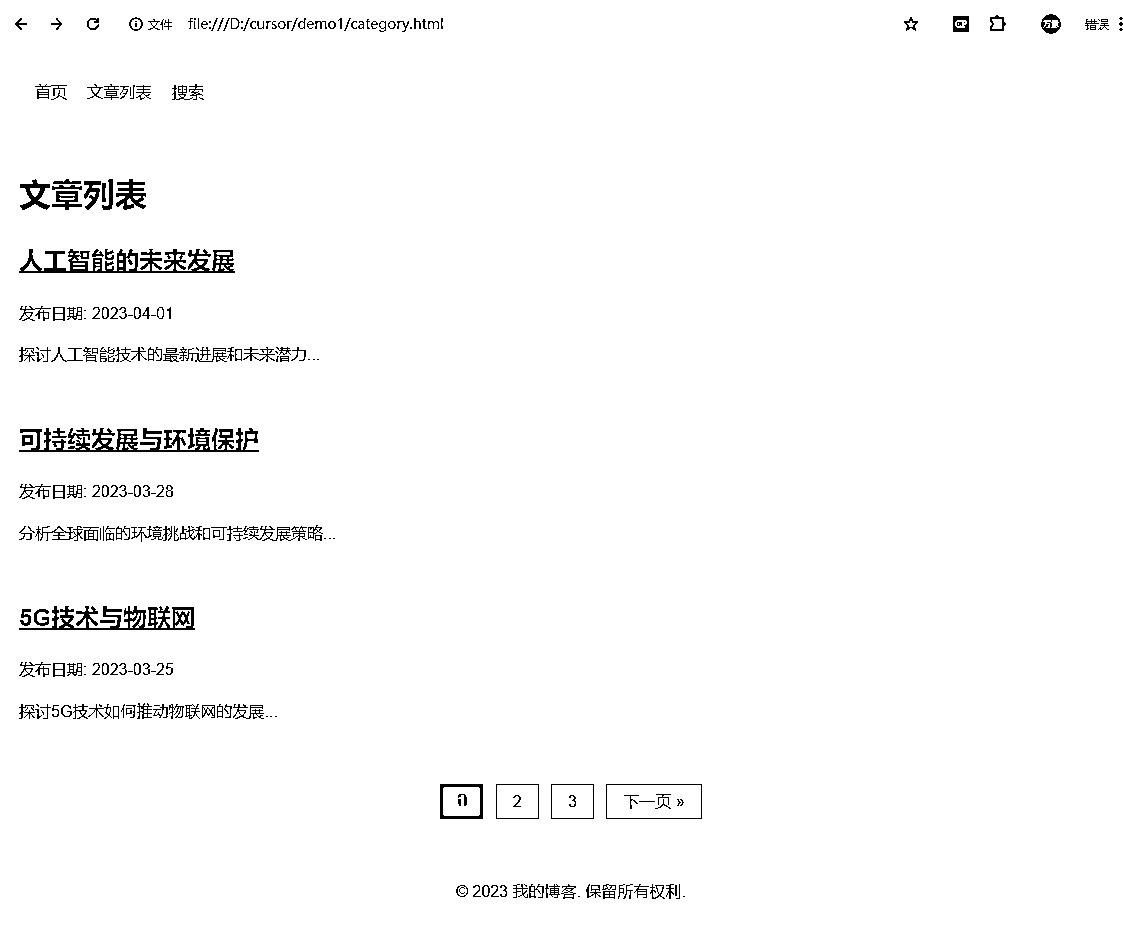 文件 file:///D:/cursor/demo1/category.html 错误
首页 文章列表 搜索
文章列表
人工智能的未来发展
发布日期: 2023-04-01
探讨人工智能技术的最新进展和未来潜力...
可持续发展与环境保护
发布日期: 2023-03-28
分析全球面临的环境挑战和可持续发展策略...
5G技术与物联网
发布日期: 2023-03-25
探讨5G技术如何推动物联网的发展...
2 3 下一页 »
© 2023 我的博客. 保留所有权利.